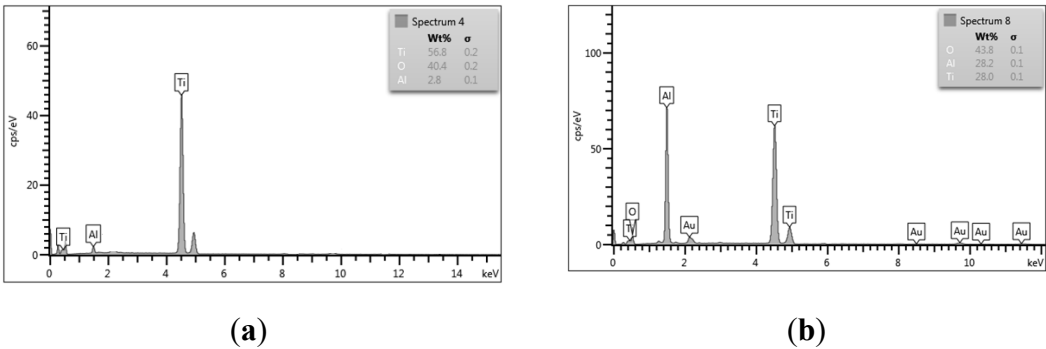 Spectrum 4
Wt% σ
Ti 56.8 0.2
O 40.4 0.2
Al 2.8 0.1
60
40
20
0
cps/eV
Ti
Al
Ti
0 2 4 6 8 10 12 14 keV
(a)
Spectrum 8
Wt% σ
O 43.8 0.1
Al 28.2 0.1
Ti 28.0 0.1
100
50
0
cps/eV
Al
Ti
O
Ti
Au
Ti
Au
Au
Au
Au
0 2 4 6 8 10 keV
(b)